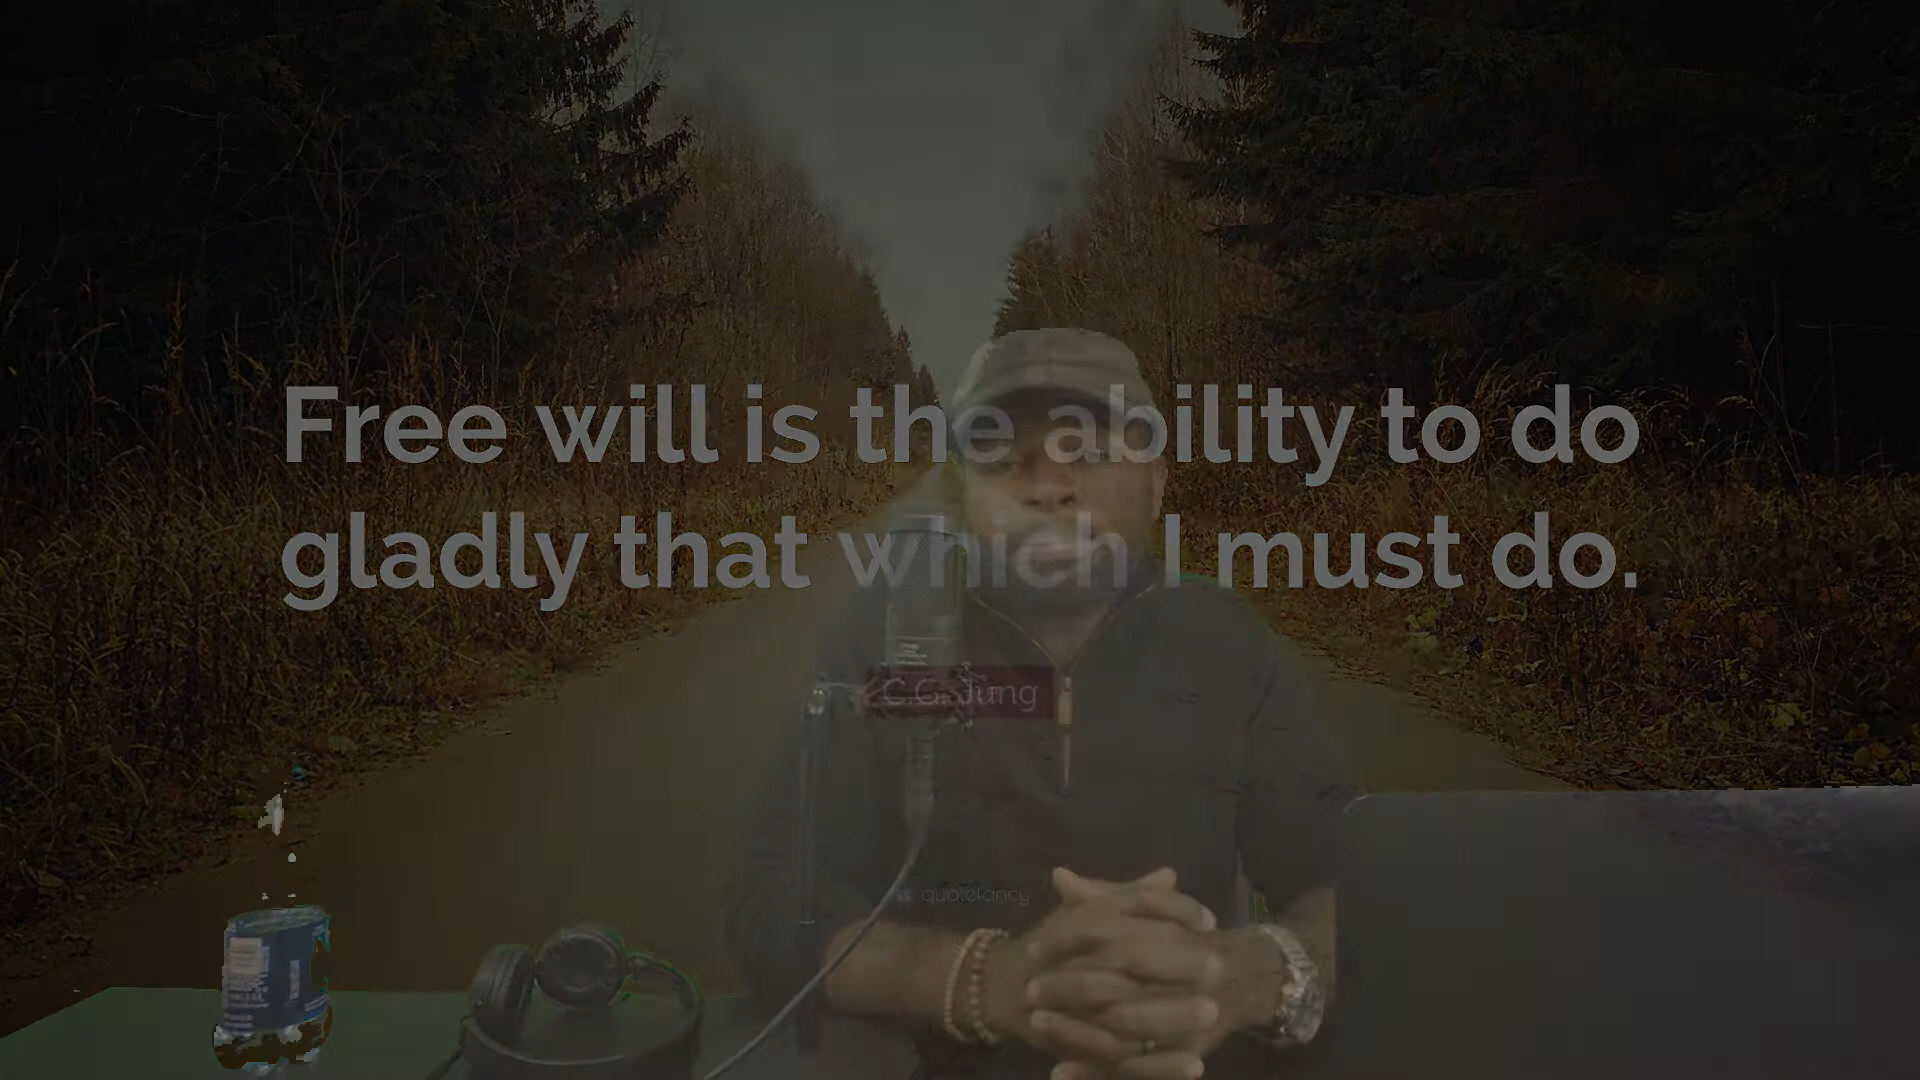 Free will is the ability to do
gladly that which I must do.
C.G. Jung
quotefancy